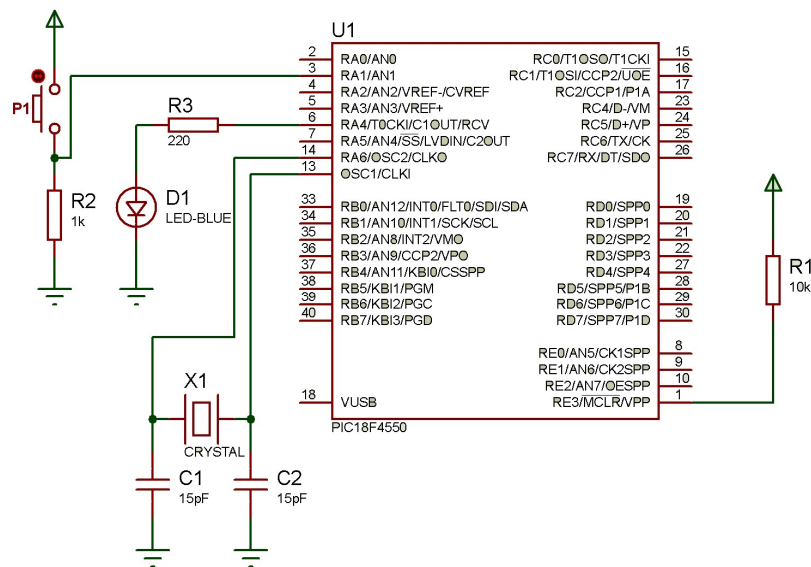 U1
2 RA0/AN0 RC0/T1OSO/T1CKI 15
3 RA1/AN1 RC1/T1OSI/CCP2/UOE 16
4 RA2/AN2/VREF-/CVREF RC2/CCP1/P1A 17
5 RA3/AN3/VREF+ RC4/D-/VM 23
6 RA4/T0CKI/C1OUT/RCV RC5/D+/VP 24
7 RA5/AN4/SS/LVDIN/C2OUT RC6/TX/CK 25
14 RA6/OSC2/CLKO RC7/RX/DT/SDO 26
13 OSC1/CLKI
33 RB0/AN12/INT0/FLT0/SDI/SDA RD0/SPP0 19
34 RB1/AN10/INT1/SCK/SCL RD1/SPP1 20
35 RB2/AN8/INT2/VMO RD2/SPP2 21
36 RB3/AN9/CCP2/VPO RD3/SPP3 22
37 RB4/AN11/KBI0/CSSPP RD4/SPP4 27
38 RB5/KBI1/PGM RD5/SPP5/P1B 28
39 RB6/KBI2/PGC RD6/SPP6/P1C 29
40 RB7/KBI3/PGD RD7/SPP7/P1D 30
RE0/AN5/CK1SPP 8
RE1/AN6/CK2SPP 9
RE2/AN7/OESPP 10
18 VUSB RE3/MCLR/VPP 1
PIC18F4550
P1
R3
220
R2
1k
D1
LED-BLUE
R1
10k
X1
CRYSTAL
C1
15pF
C2
15pF